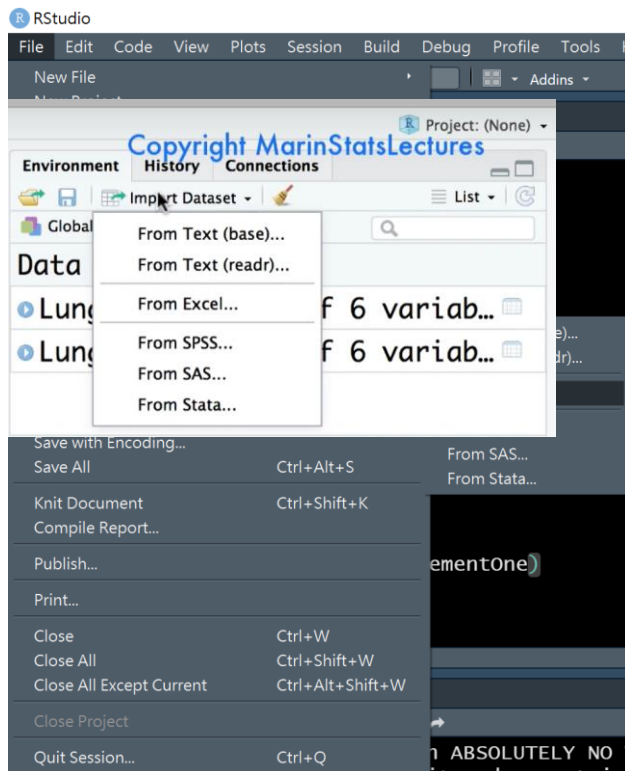 RStudio
File Edit Code View Plots Session Build Debug Profile Tools
New File
Addins
Project: (None)
Copyright MarinStatsLectures
Environment History Connections
Import Dataset
List
Global
From Text (base)...
Data
From Text (readr)...
Lung
From Excel...
f 6 variab...
Lung
From SPSS...
f 6 variab...
e)...
dr)...
From SAS...
From Stata...
Save with Encoding...
Save All Ctrl+Alt+S
From SAS...
From Stata...
Knit Document Ctrl+Shift+K
Compile Report...
Publish...
ementOne)
Print...
Close Ctrl+W
Close All Ctrl+Shift+W
Close All Except Current Ctrl+Alt+Shift+W
Close Project
Quit Session... Ctrl+Q
ABSOLUTELY NO